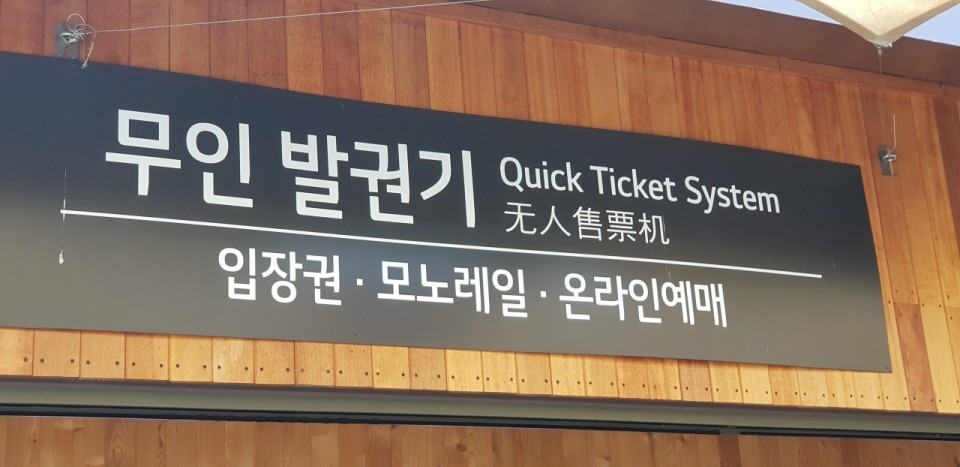 무인 발권기 Quick Ticket System
无人售票机
입장권 · 모노레일 · 온라인예매